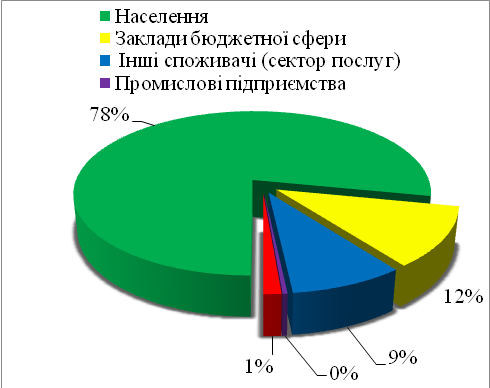 Населення
Заклади бюджетної сфери
Інші споживачі (сектор послуг)
Промислові підприємства
78%
12%
9%
0%
1%